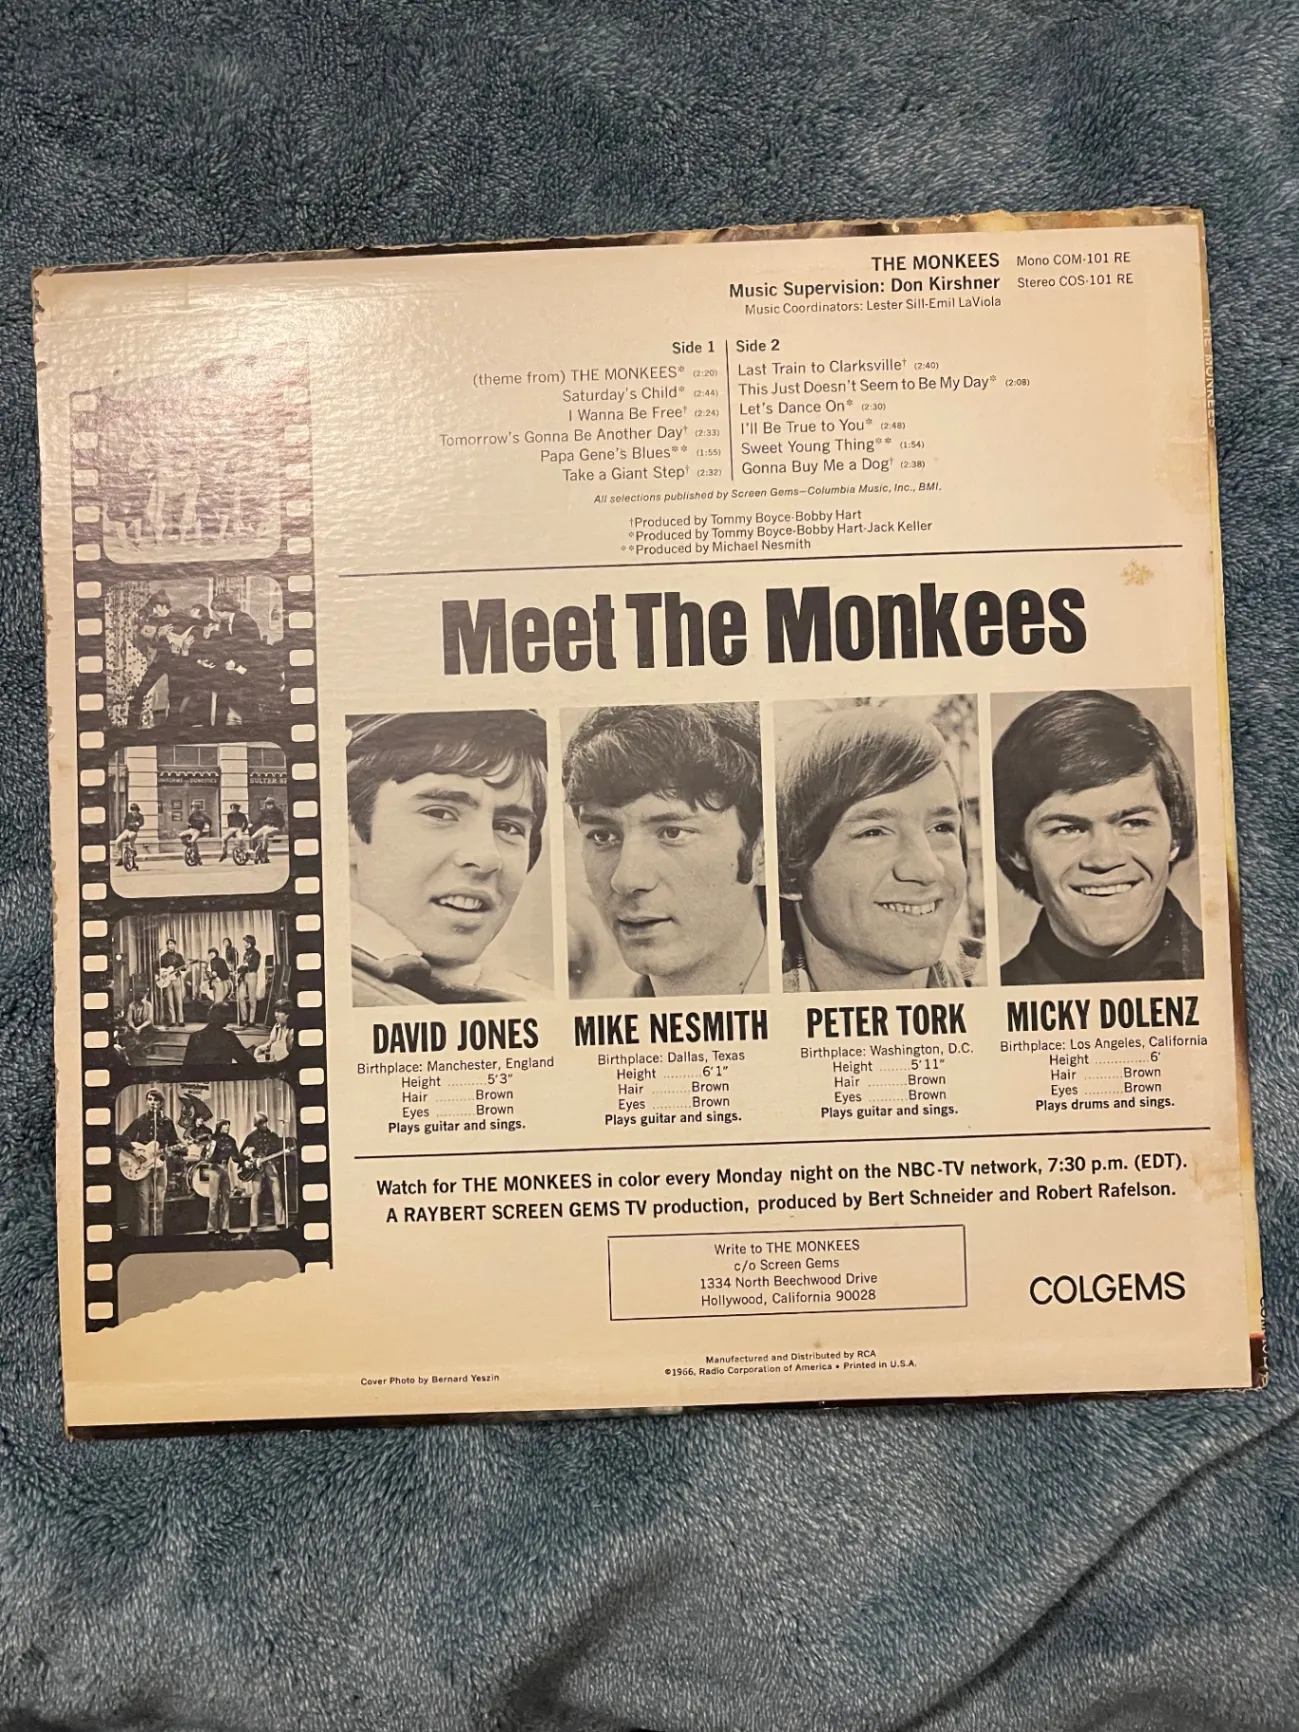 THE MONKEES Mono COM-101 RE
Music Supervision: Don Kirshner Stereo COS-101 RE
Music Coordinators: Lester Sill-Emil LaViola
Side 1
(theme from) THE MONKEES* (2:20)
Saturday's Child* (2:44)
I Wanna Be Free† (2:24)
Tomorrow's Gonna Be Another Day† (2:33)
Papa Gene's Blues** (1:55)
Take a Giant Step† (2:32)
Side 2
Last Train to Clarksville† (2:40)
This Just Doesn't Seem to Be My Day* (2:08)
Let's Dance On* (2:30)
I'll Be True to You* (2:48)
Sweet Young Thing** (1:54)
Gonna Buy Me a Dog† (2:38)
All selections published by Screen Gems–Columbia Music, Inc., BMI.
†Produced by Tommy Boyce-Bobby Hart
*Produced by Tommy Boyce-Bobby Hart-Jack Keller
**Produced by Michael Nesmith
Meet The Monkees
DAVID JONES
Birthplace: Manchester, England
Height ..........5'3"
Hair ..........Brown
Eyes ..........Brown
Plays guitar and sings.
MIKE NESMITH
Birthplace: Dallas, Texas
Height ..........6'1"
Hair ..........Brown
Eyes ..........Brown
Plays guitar and sings.
PETER TORK
Birthplace: Washington, D.C.
Height ........5'11"
Hair ..........Brown
Eyes ..........Brown
Plays guitar and sings.
MICKY DOLENZ
Birthplace: Los Angeles, California
Height ..............6'
Hair ..........Brown
Eyes ..........Brown
Plays drums and sings.
Watch for THE MONKEES in color every Monday night on the NBC-TV network, 7:30 p.m. (EDT).
A RAYBERT SCREEN GEMS TV production, produced by Bert Schneider and Robert Rafelson.
Write to THE MONKEES
c/o Screen Gems
1334 North Beechwood Drive
Hollywood, California 90028
COLGEMS
Manufactured and Distributed by RCA
©1966, Radio Corporation of America • Printed in U.S.A.
Cover Photo by Bernard Yeszin
THE MONKEES